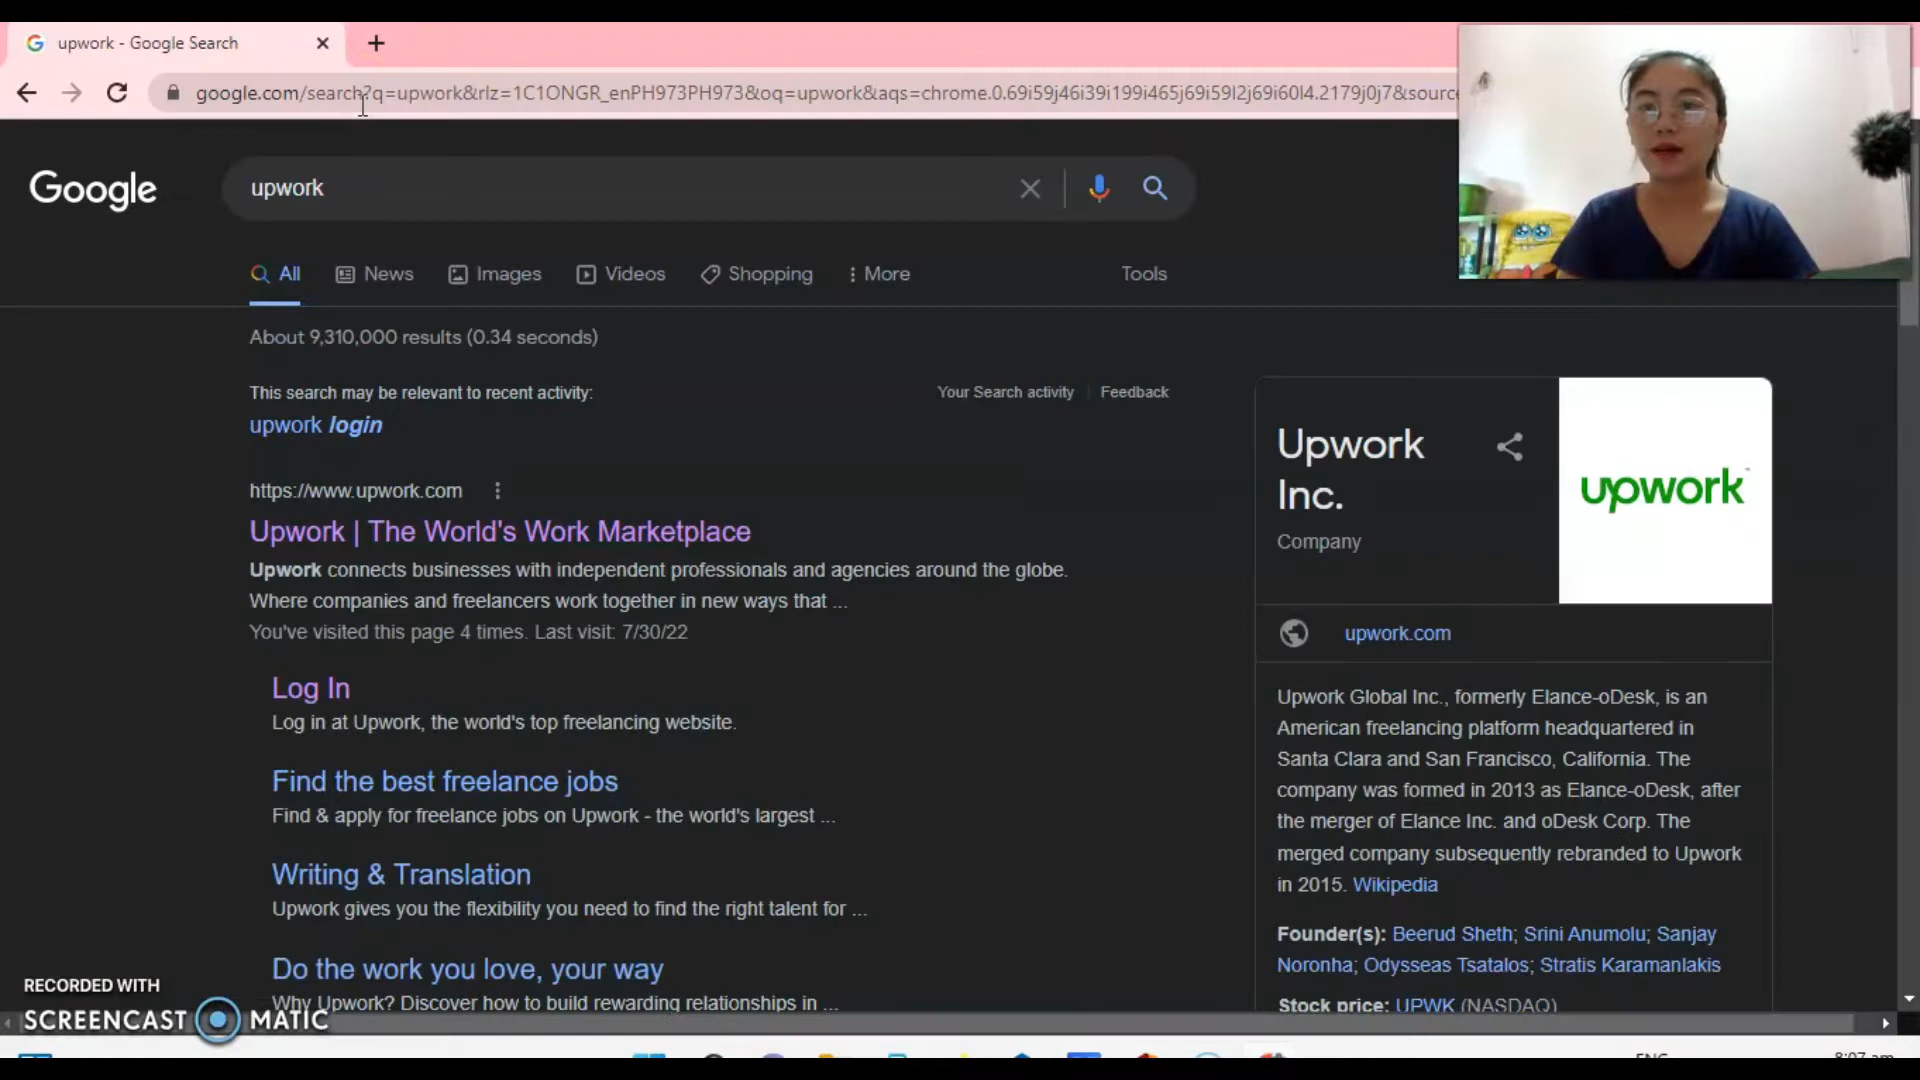 upwork - Google Search
google.com/search?q=upwork&rlz=1C1ONGR_enPH973PH973&oq=upwork&aqs=chrome.0.69i59j46i39i199i465j69i59l2j69i60l4.2179j0j7&source
Google
upwork
All
News
Images
Videos
Shopping
More
Tools
About 9,310,000 results (0.34 seconds)
This search may be relevant to recent activity:
Your Search activity
Feedback
upwork login
https://www.upwork.com
Upwork | The World's Work Marketplace
Upwork connects businesses with independent professionals and agencies around the globe.
Where companies and freelancers work together in new ways that ...
You've visited this page 4 times. Last visit: 7/30/22
Log In
Log in at Upwork, the world's top freelancing website.
Find the best freelance jobs
Find & apply for freelance jobs on Upwork - the world's largest ...
Writing & Translation
Upwork gives you the flexibility you need to find the right talent for ...
Do the work you love, your way
Why Upwork? Discover how to build rewarding relationships in ...
Upwork
Inc.
Company
upwork
upwork.com
Upwork Global Inc., formerly Elance-oDesk, is an
American freelancing platform headquartered in
Santa Clara and San Francisco, California. The
company was formed in 2013 as Elance-oDesk, after
the merger of Elance Inc. and oDesk Corp. The
merged company subsequently rebranded to Upwork
in 2015. Wikipedia
Founder(s): Beerud Sheth; Srini Anumolu; Sanjay
Noronha; Odysseas Tsatalos; Stratis Karamanlakis
Stock price: UPWK (NASDAQ)
RECORDED WITH
SCREENCAST MATIC
ENG
8:07 am